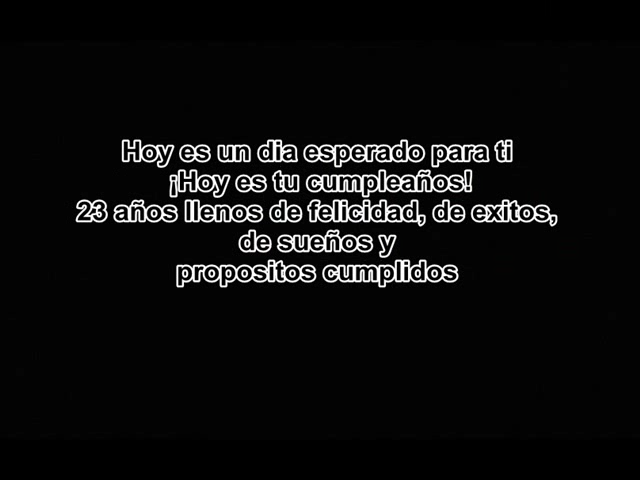 Hoy es un dia esperado para ti
¡Hoy es tu cumpleaños!
23 años llenos de felicidad, de exitos,
de sueños y
propositos cumplidos